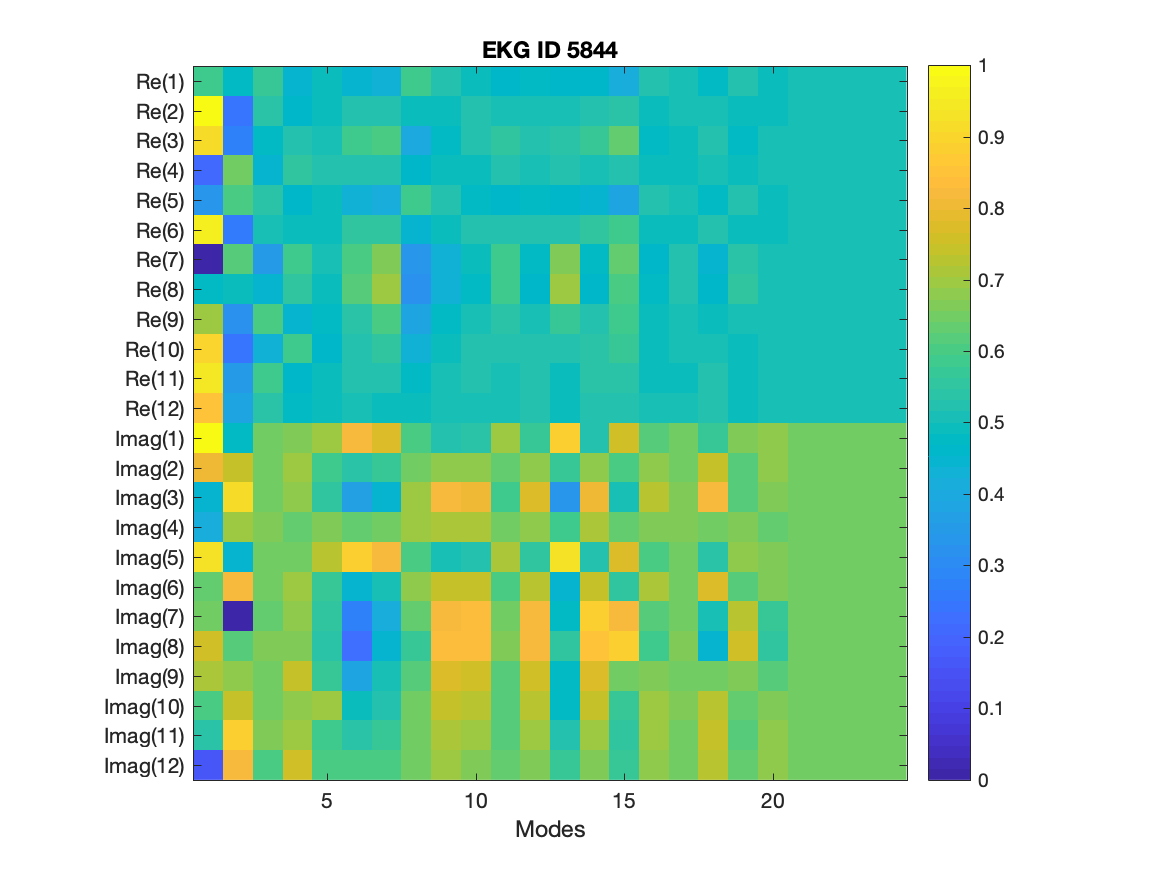 EKG ID 5844
Re(1)
Re(2)
Re(3)
Re(4)
Re(5)
Re(6)
Re(7)
Re(8)
Re(9)
Re(10)
Re(11)
Re(12)
Imag(1)
Imag(2)
Imag(3)
Imag(4)
Imag(5)
Imag(6)
Imag(7)
Imag(8)
Imag(9)
Imag(10)
Imag(11)
Imag(12)
5 10 15 20
Modes
1
0.9
0.8
0.7
0.6
0.5
0.4
0.3
0.2
0.1
0